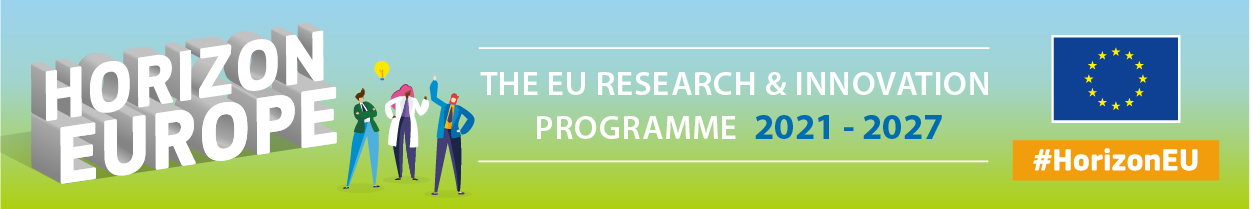 HORIZON
EUROPE
THE EU RESEARCH & INNOVATION
PROGRAMME 2021 - 2027
#HorizonEU